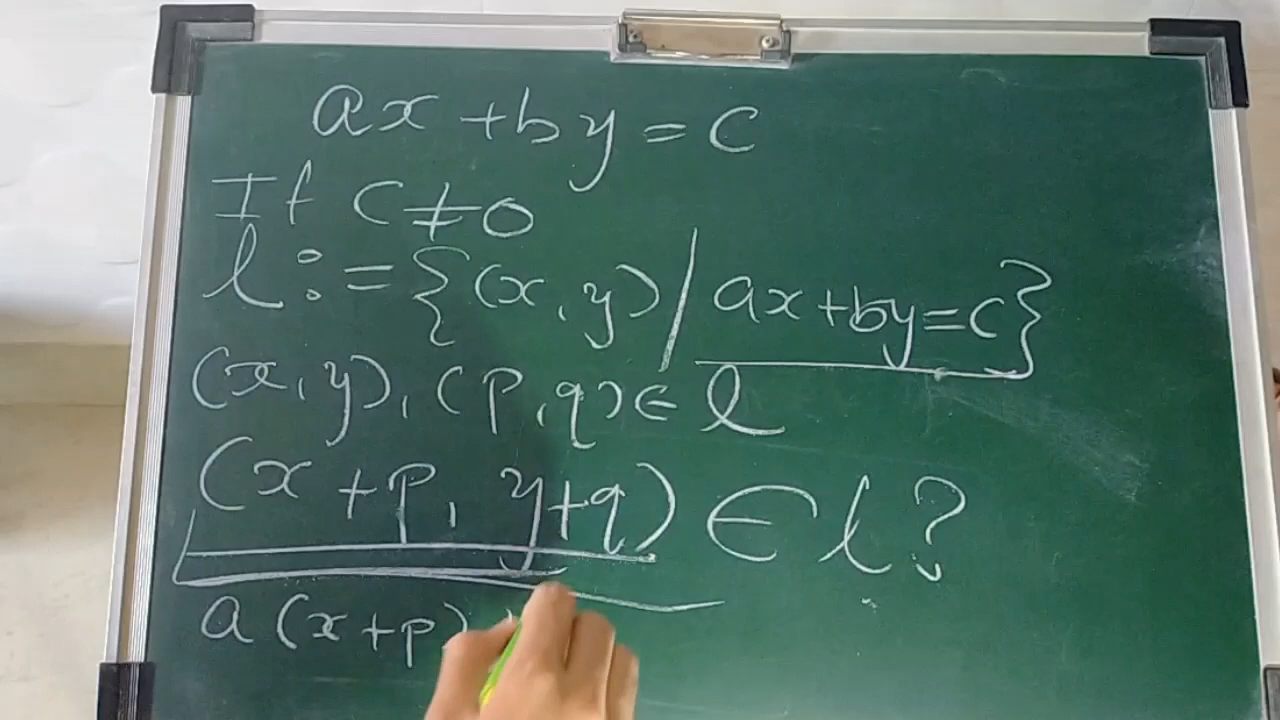 ax + by = c
If c ≠ 0
l := {(x, y) / ax + by = c}
(x, y), (p, q) ∈ l
(x + p, y + q) ∈ l ?
a (x + p)